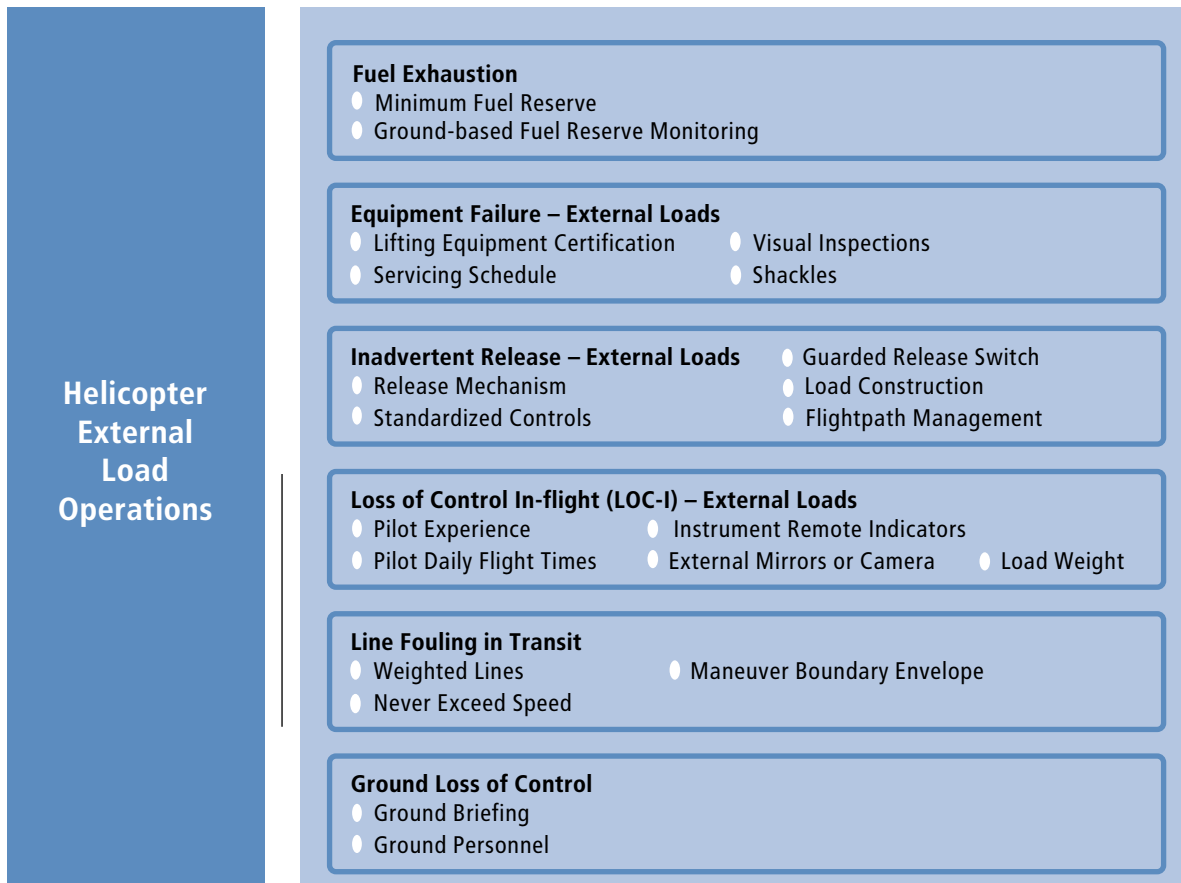 Helicopter
External
Load
Operations
Fuel Exhaustion
Minimum Fuel Reserve
Ground-based Fuel Reserve Monitoring
Equipment Failure – External Loads
Lifting Equipment Certification
Servicing Schedule
Visual Inspections
Shackles
Inadvertent Release – External Loads
Release Mechanism
Standardized Controls
Guarded Release Switch
Load Construction
Flightpath Management
Loss of Control In-flight (LOC-I) – External Loads
Pilot Experience
Pilot Daily Flight Times
Instrument Remote Indicators
External Mirrors or Camera
Load Weight
Line Fouling in Transit
Weighted Lines
Never Exceed Speed
Maneuver Boundary Envelope
Ground Loss of Control
Ground Briefing
Ground Personnel